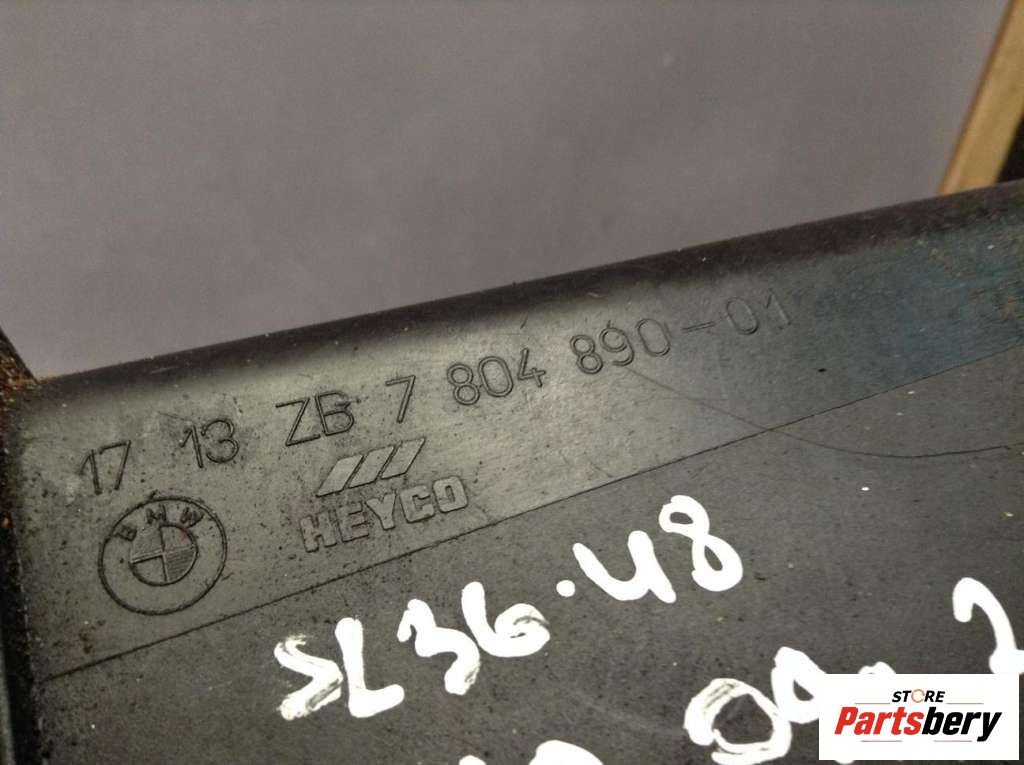 17 13 ZB 7 804 890-01
BMW
HEYCO
SL36.48
STORE
Partsbery